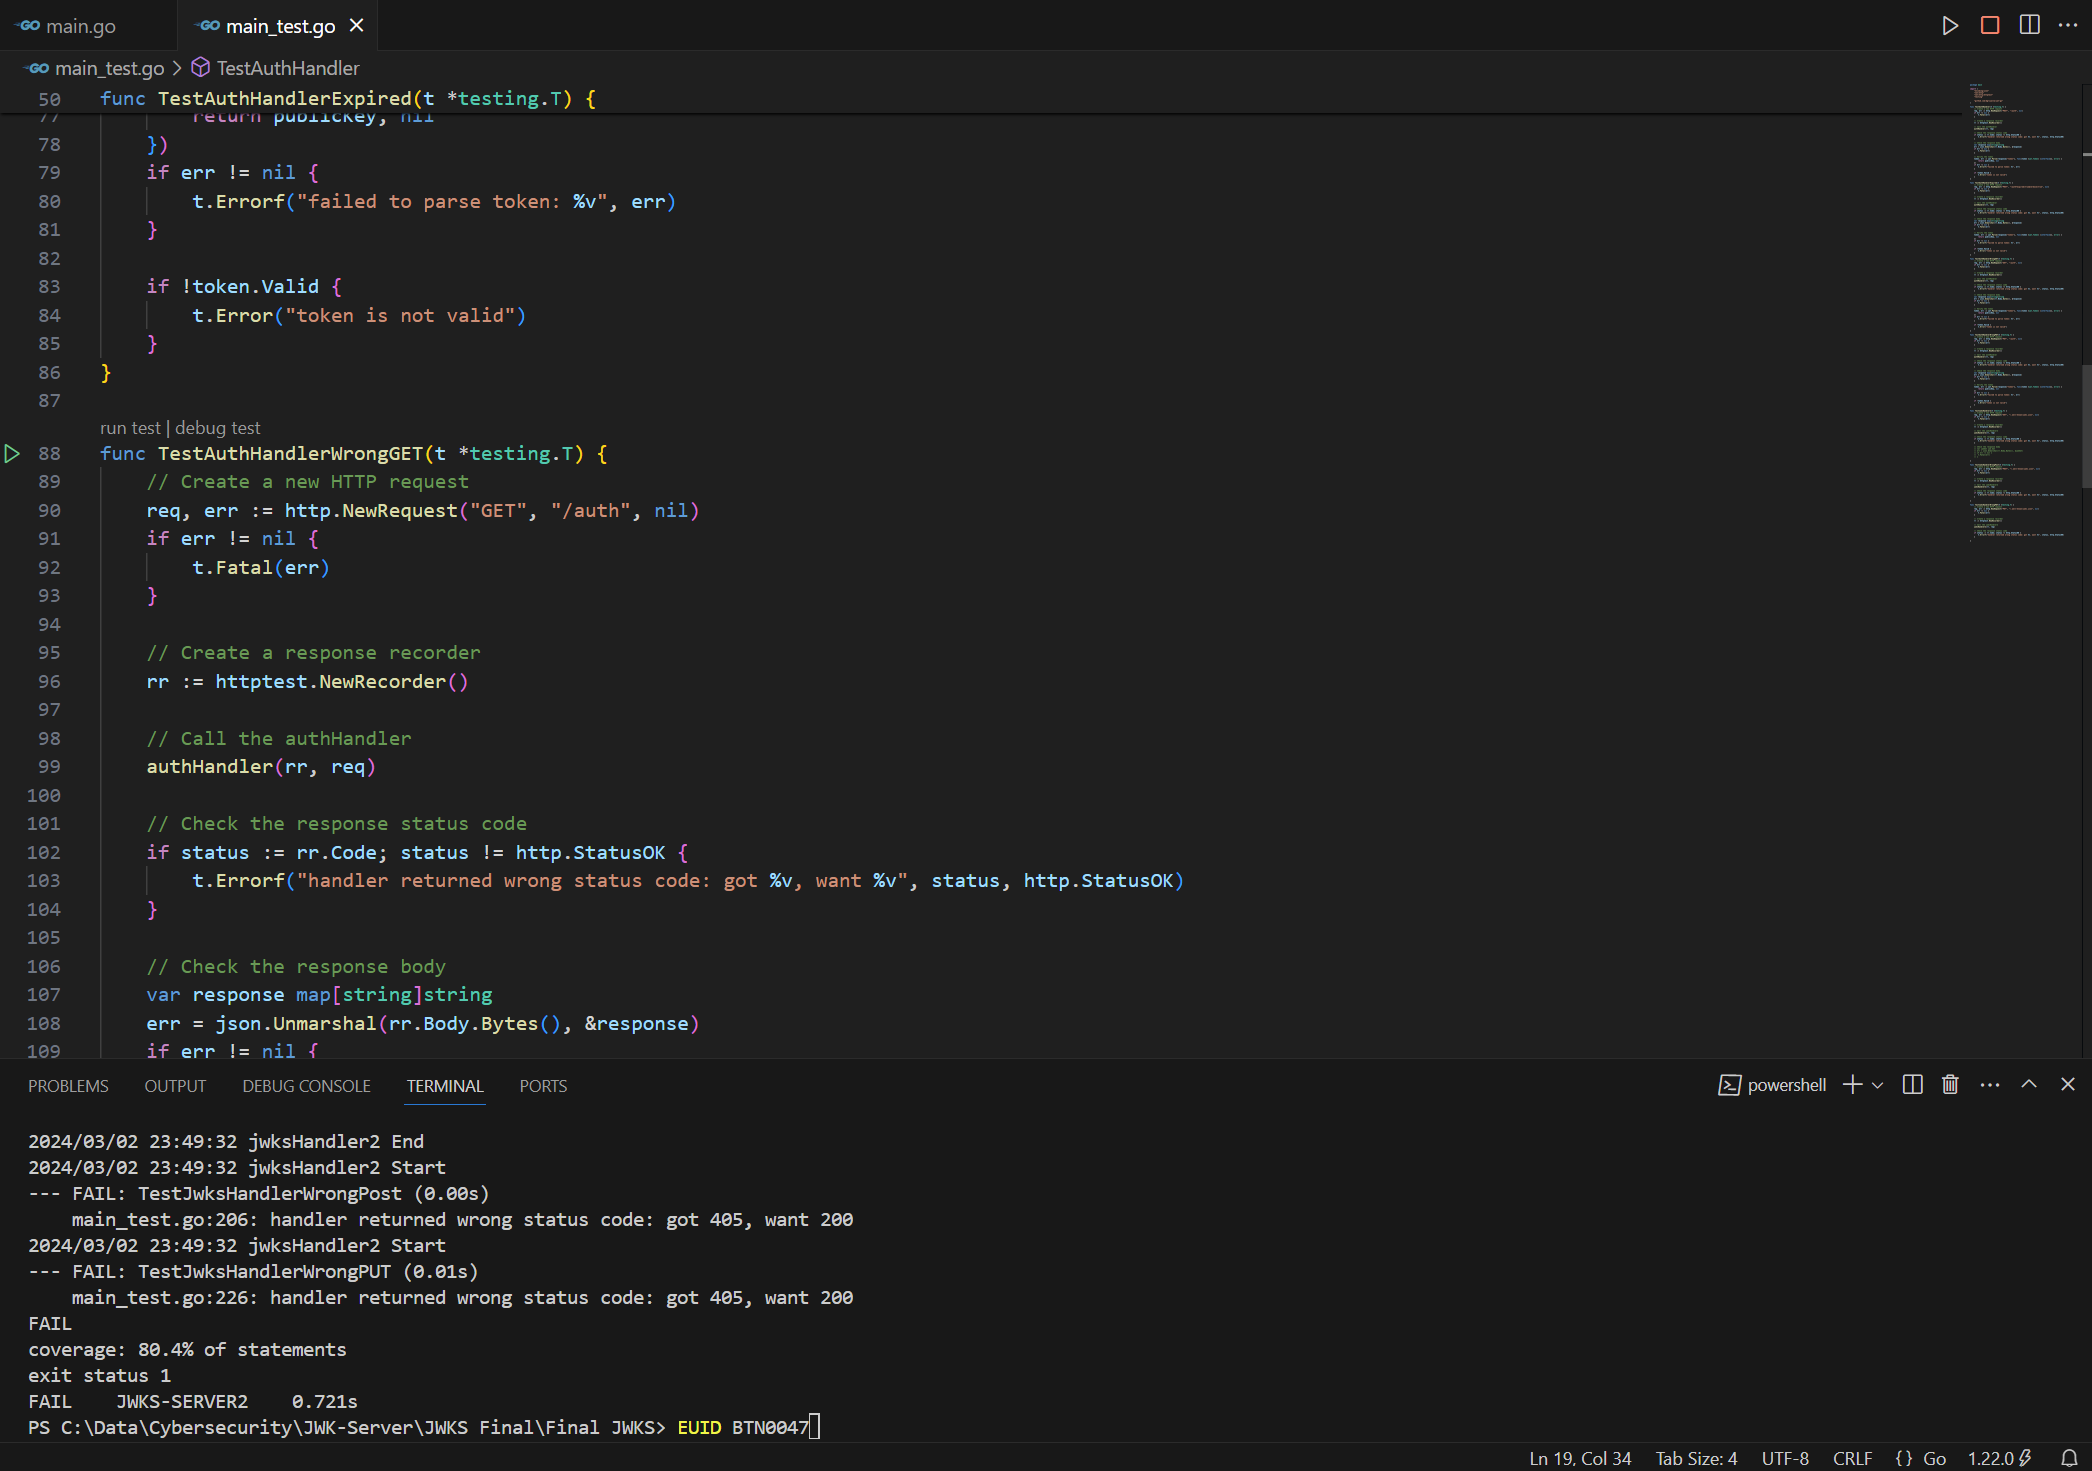 main.go
main_test.go
main_test.go > TestAuthHandler
50 func TestAuthHandlerExpired(t *testing.T) {
77 return publicKey, nil
78 })
79 if err != nil {
80 t.Errorf("failed to parse token: %v", err)
81 }
82
83 if !token.Valid {
84 t.Error("token is not valid")
85 }
86 }
87
run test | debug test
88 func TestAuthHandlerWrongGET(t *testing.T) {
89 // Create a new HTTP request
90 req, err := http.NewRequest("GET", "/auth", nil)
91 if err != nil {
92 t.Fatal(err)
93 }
94
95 // Create a response recorder
96 rr := httptest.NewRecorder()
97
98 // Call the authHandler
99 authHandler(rr, req)
100
101 // Check the response status code
102 if status := rr.Code; status != http.StatusOK {
103 t.Errorf("handler returned wrong status code: got %v, want %v", status, http.StatusOK)
104 }
105
106 // Check the response body
107 var response map[string]string
108 err = json.Unmarshal(rr.Body.Bytes(), &response)
109 if err != nil {
PROBLEMS OUTPUT DEBUG CONSOLE TERMINAL PORTS powershell
2024/03/02 23:49:32 jwksHandler2 End
2024/03/02 23:49:32 jwksHandler2 Start
--- FAIL: TestJwksHandlerWrongPost (0.00s)
main_test.go:206: handler returned wrong status code: got 405, want 200
2024/03/02 23:49:32 jwksHandler2 Start
--- FAIL: TestJwksHandlerWrongPUT (0.01s)
main_test.go:226: handler returned wrong status code: got 405, want 200
FAIL
coverage: 80.4% of statements
exit status 1
FAIL JWKS-SERVER2 0.721s
PS C:\Data\Cybersecurity\JWK-Server\JWKS Final\Final JWKS> EUID BTN0047
Ln 19, Col 34 Tab Size: 4 UTF-8 CRLF {} Go 1.22.0